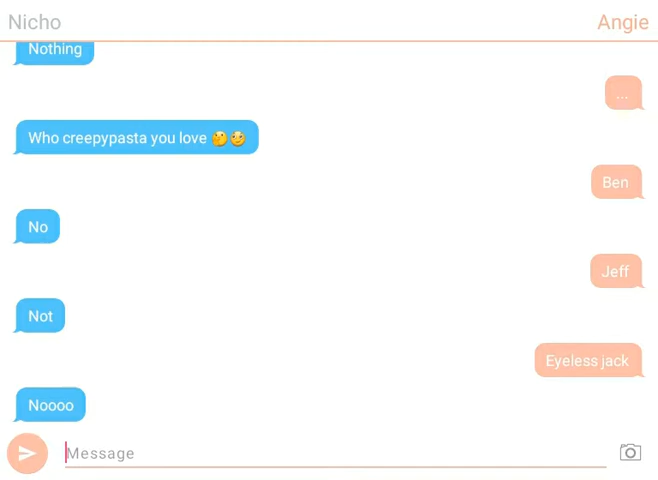 Nicho
Angie
Nothing
...
Who creepypasta you love 🤔🧐
Ben
No
Jeff
Not
Eyeless jack
Noooo
Message